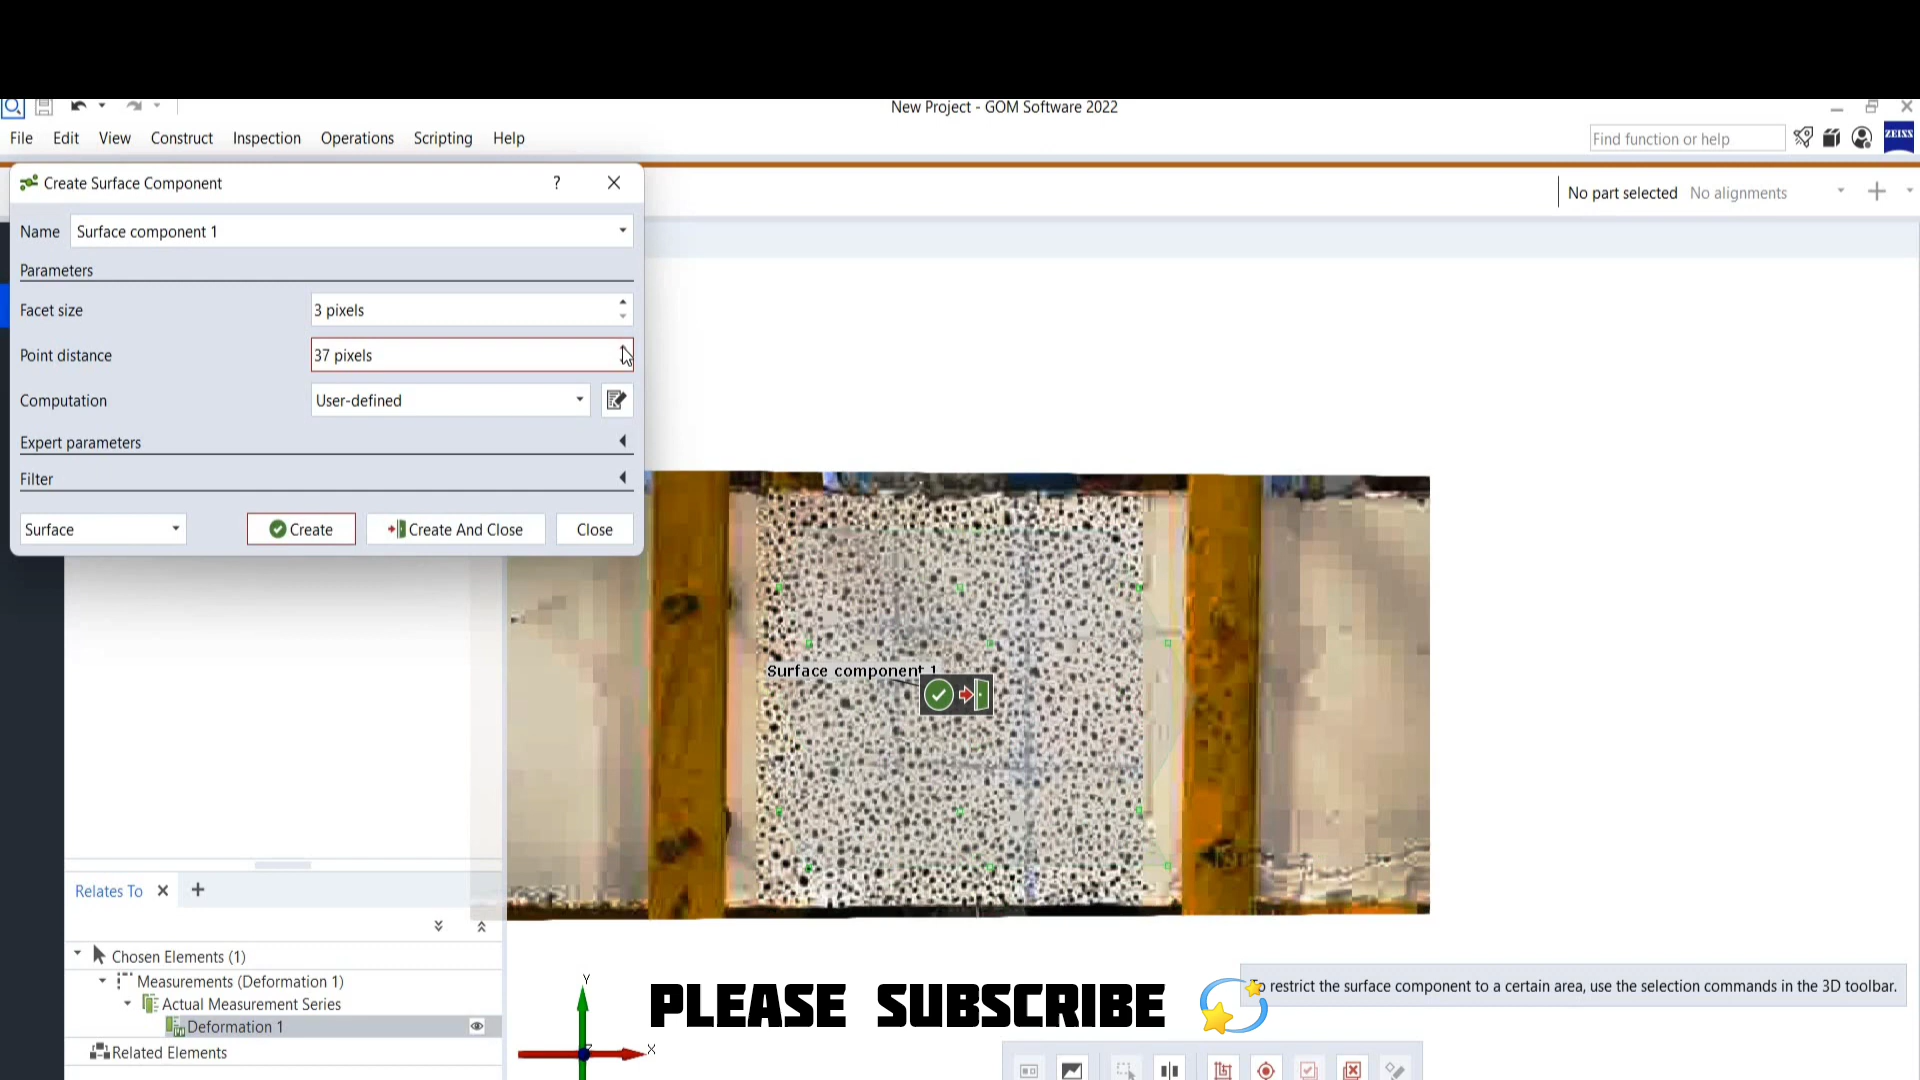 New Project - GOM Software 2022
File Edit View Construct Inspection Operations Scripting Help
Find function or help
ZEISS
Create Surface Component ?
No part selected No alignments
Name Surface component 1
Parameters
Facet size 3 pixels
Point distance 37 pixels
Computation User-defined
Expert parameters
Filter
Surface Create Create And Close Close
Surface component 1
Relates To
Chosen Elements (1)
Measurements (Deformation 1)
Actual Measurement Series
Deformation 1
Related Elements
Y
X
PLEASE SUBSCRIBE
restrict the surface component to a certain area, use the selection commands in the 3D toolbar.